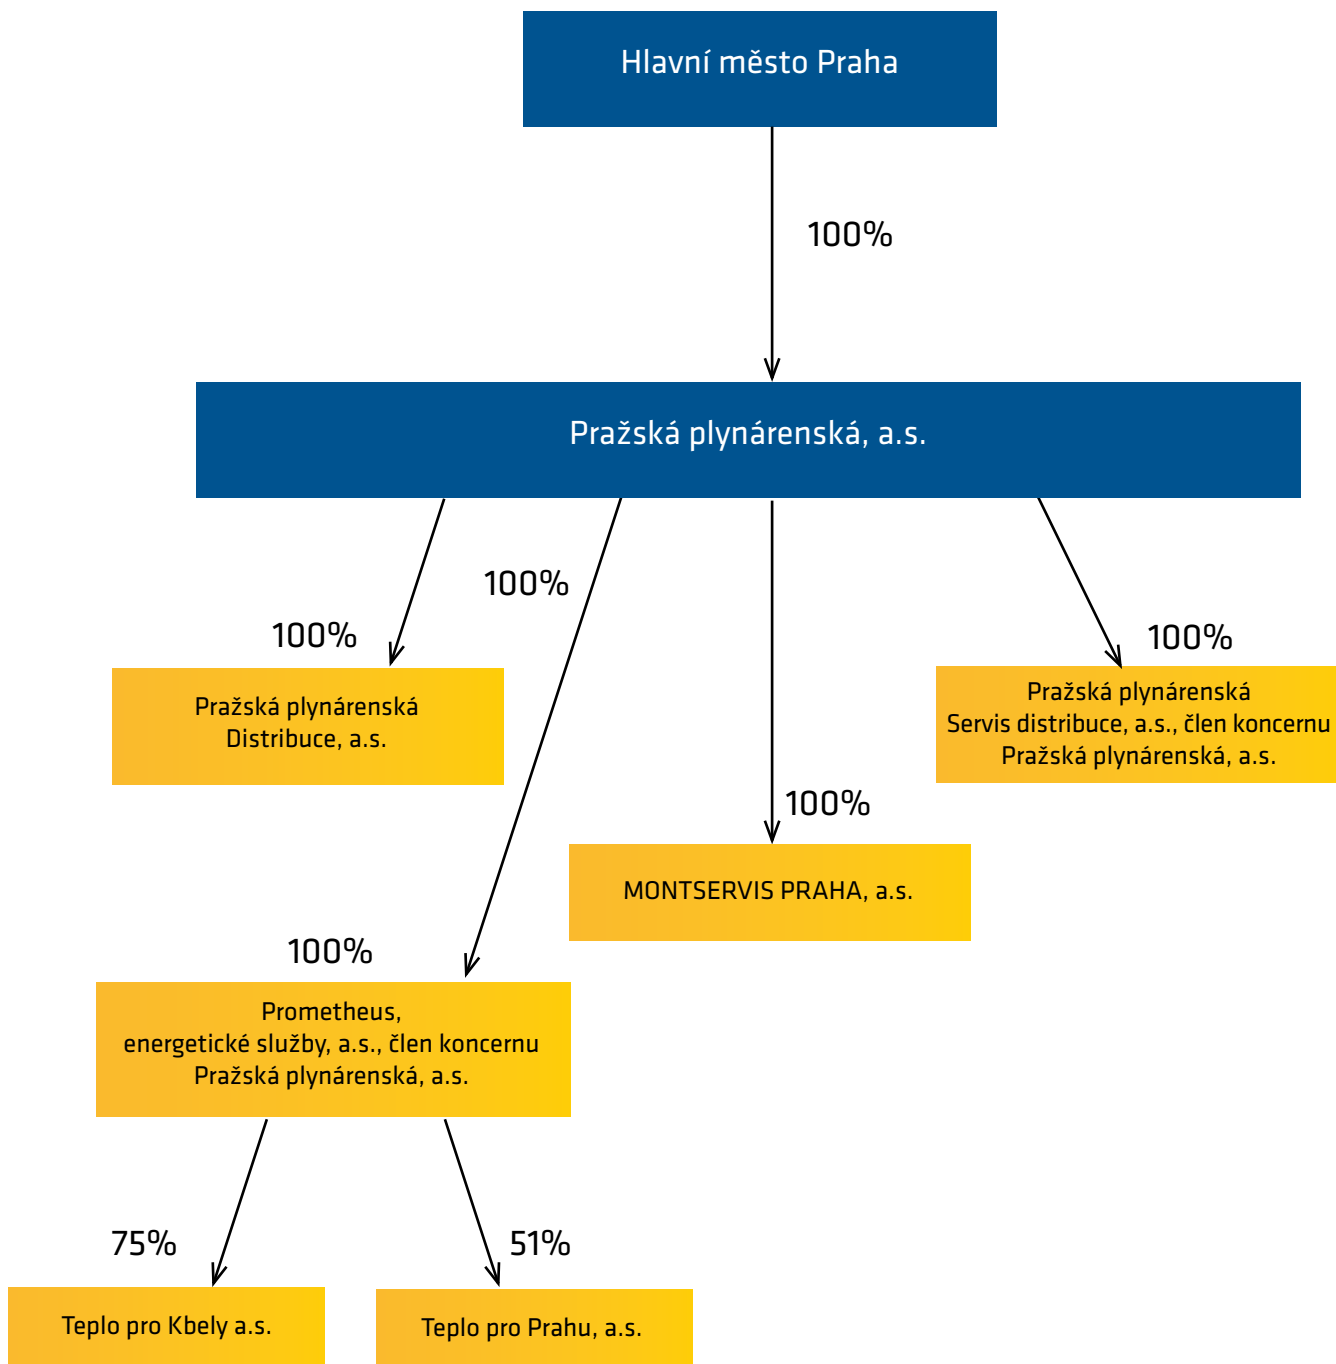 Hlavní město Praha
100%
Pražská plynárenská, a.s.
100%
100%
100%
Pražská plynárenská
Distribuce, a.s.
Pražská plynárenská
Servis distribuce, a.s., člen koncernu
Pražská plynárenská, a.s.
100%
MONTSERVIS PRAHA, a.s.
100%
Prometheus,
energetické služby, a.s., člen koncernu
Pražská plynárenská, a.s.
75%
51%
Teplo pro Kbely a.s.
Teplo pro Prahu, a.s.